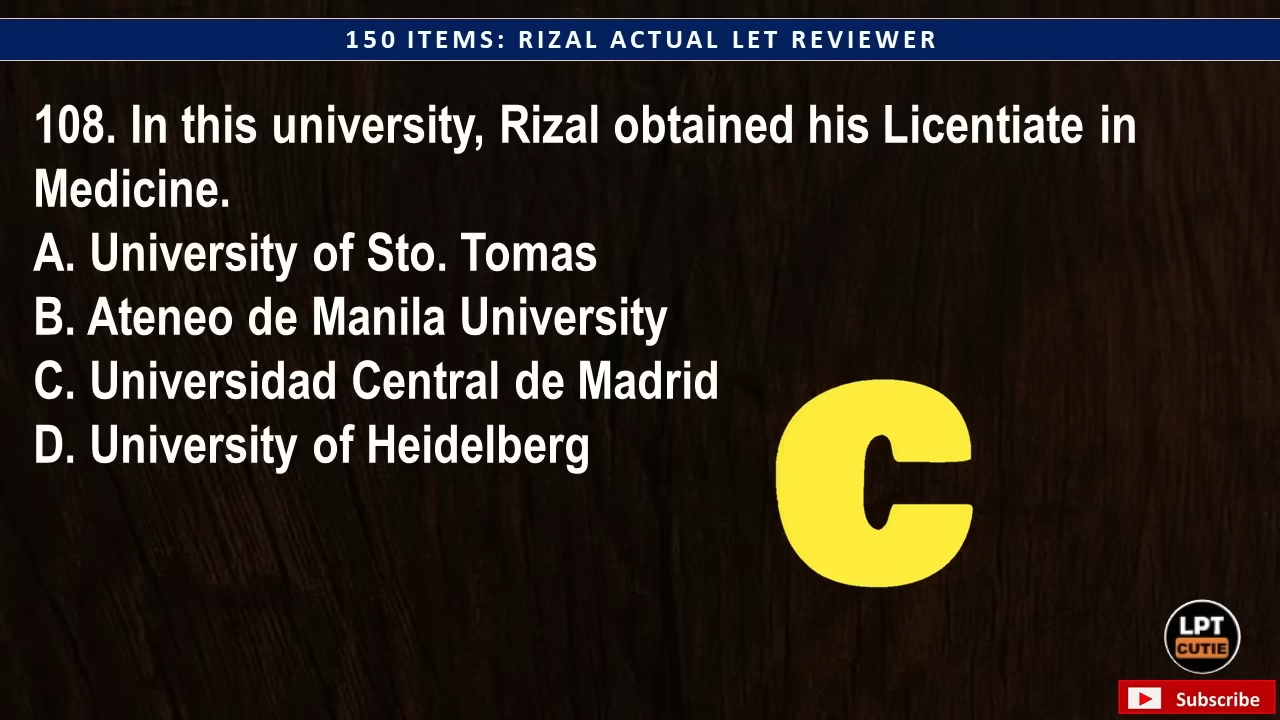 150 ITEMS: RIZAL ACTUAL LET REVIEWER
108. In this university, Rizal obtained his Licentiate in
Medicine.
A. University of Sto. Tomas
B. Ateneo de Manila University
C. Universidad Central de Madrid
D. University of Heidelberg
C
LPT
CUTIE
Subscribe